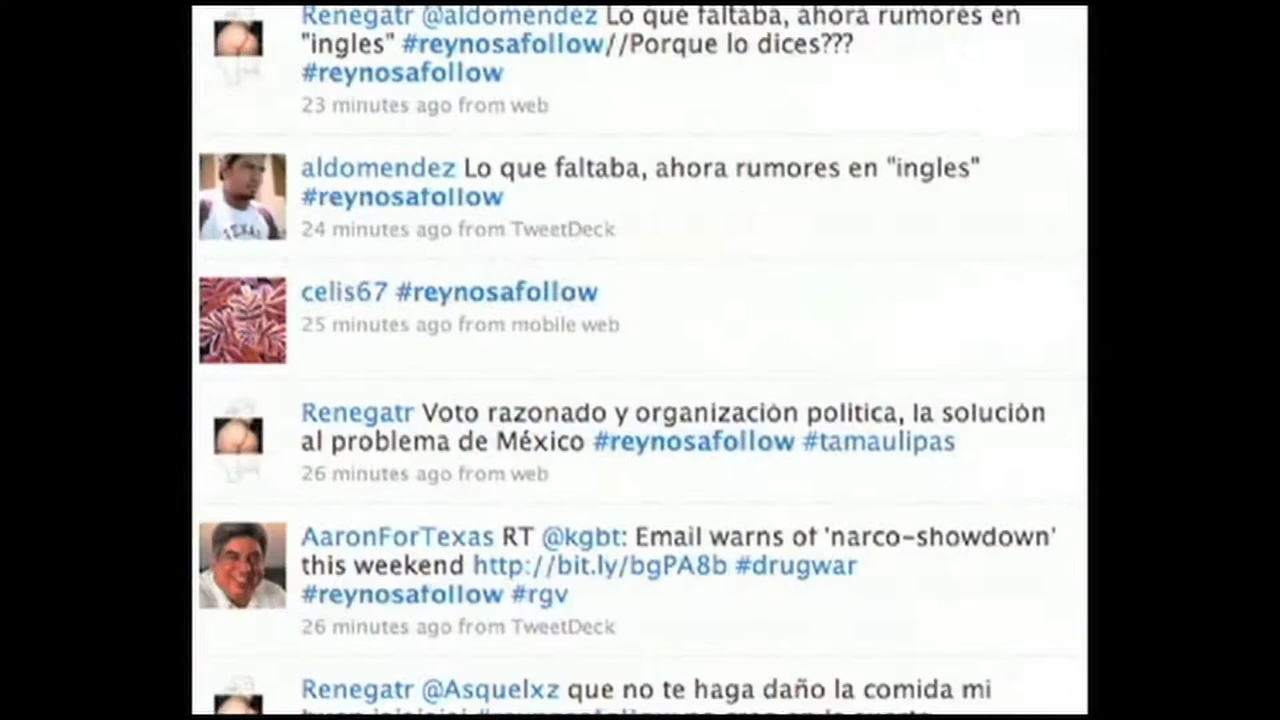 Renegatr @aldomendez Lo que faltaba, ahora rumores en
"ingles" #reynosafollow//Porque lo dices???
#reynosafollow
23 minutes ago from web
aldomendez Lo que faltaba, ahora rumores en "ingles"
#reynosafollow
24 minutes ago from TweetDeck
TEXAS
celis67 #reynosafollow
25 minutes ago from mobile web
Renegatr Voto razonado y organización política, la solución
al problema de México #reynosafollow #tamaulipas
26 minutes ago from web
AaronForTexas RT @kgbt: Email warns of 'narco-showdown'
this weekend http://bit.ly/bgPA8b #drugwar
#reynosafollow #rgv
26 minutes ago from TweetDeck
Renegatr @Asquelxz que no te haga daño la comida mi